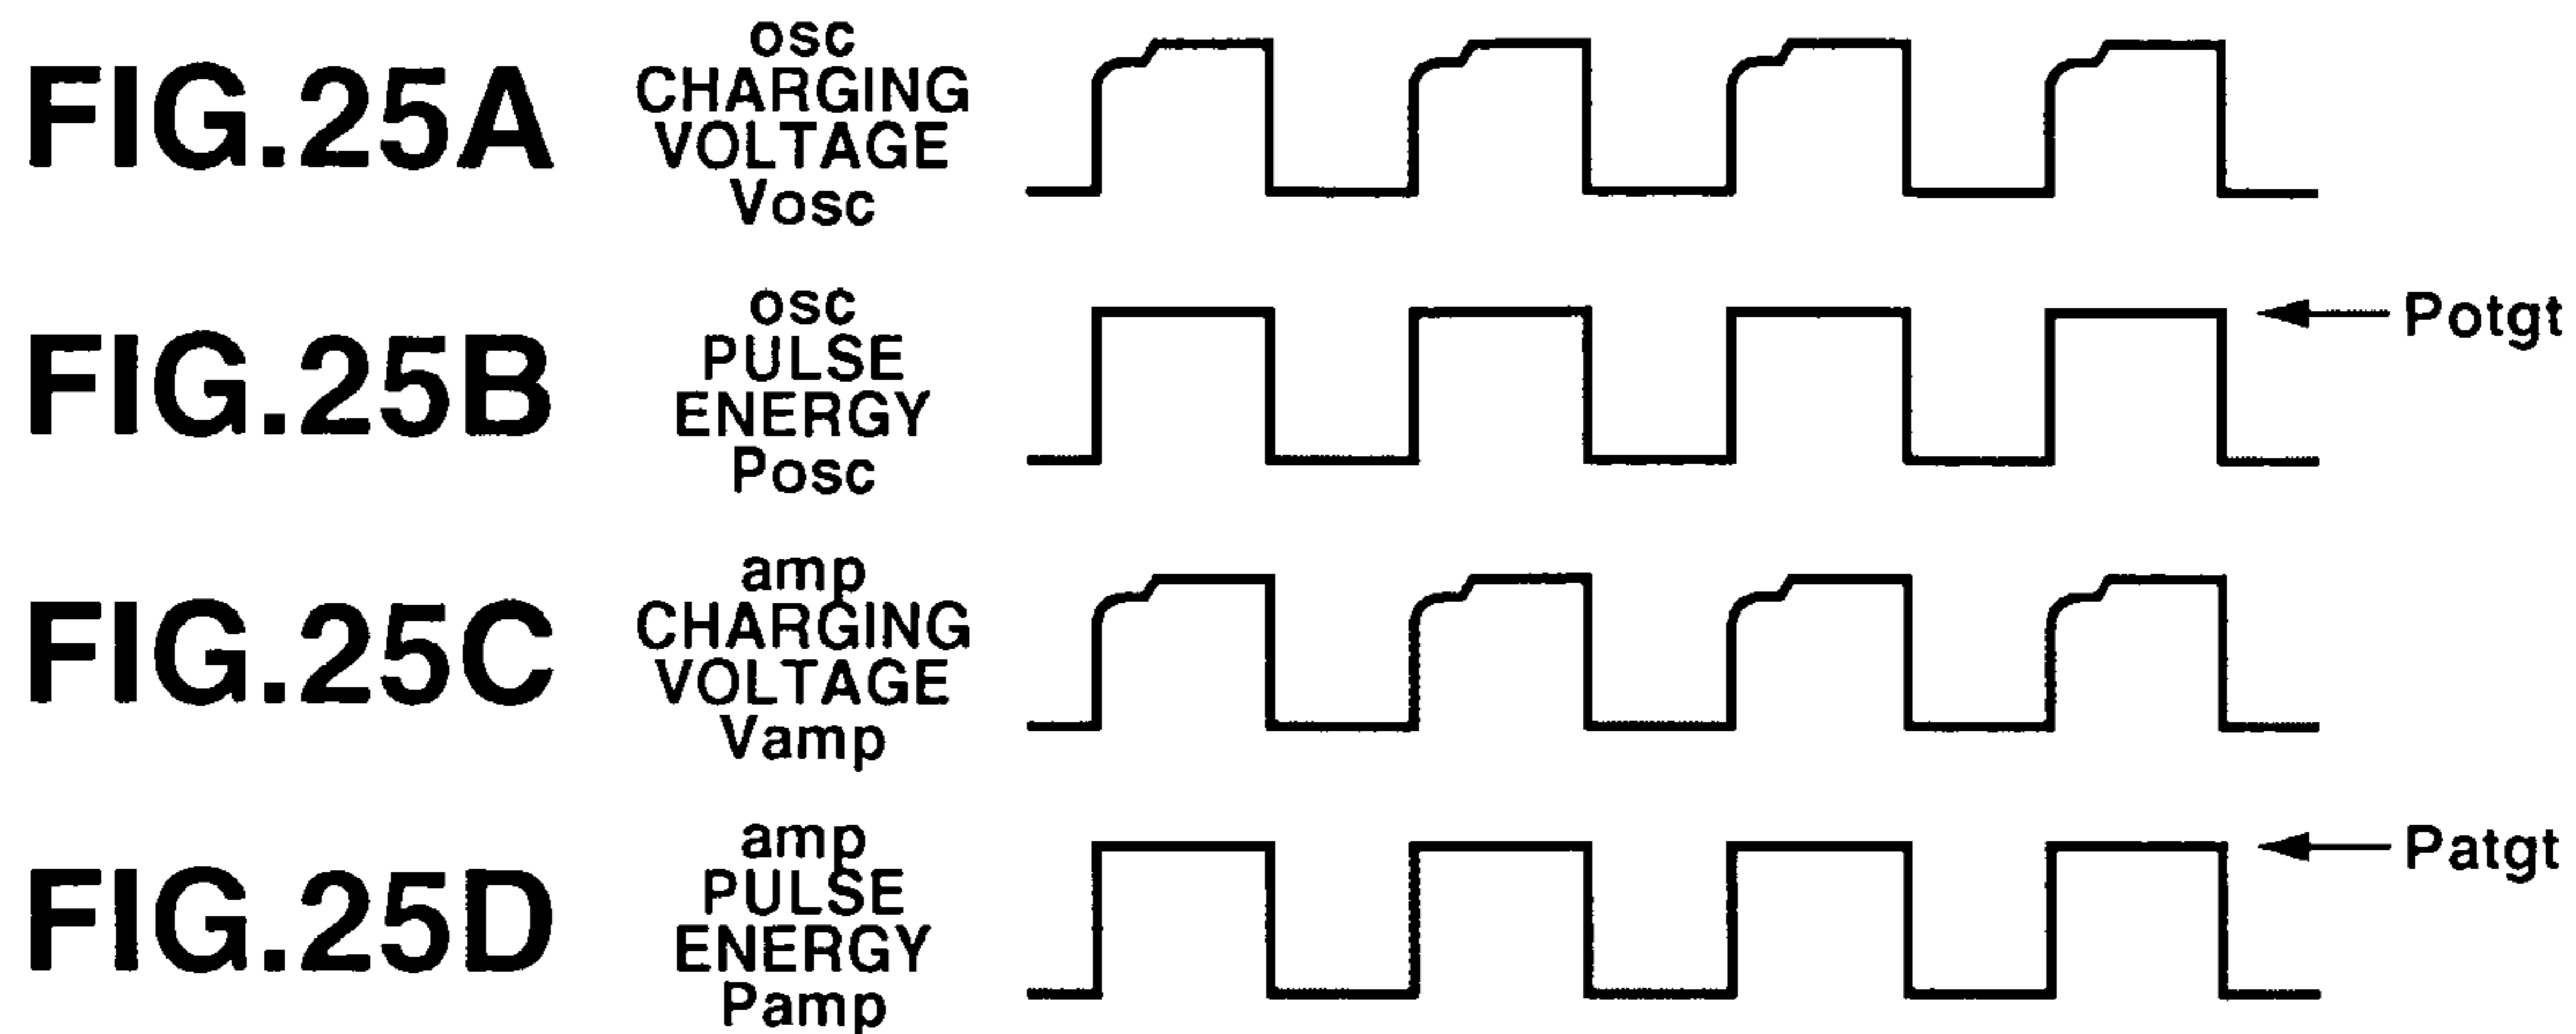 FIG.25A
osc
CHARGING
VOLTAGE
Vosc
FIG.25B
osc
PULSE
ENERGY
Posc
Potgt
FIG.25C
amp
CHARGING
VOLTAGE
Vamp
FIG.25D
amp
PULSE
ENERGY
Pamp
Patgt